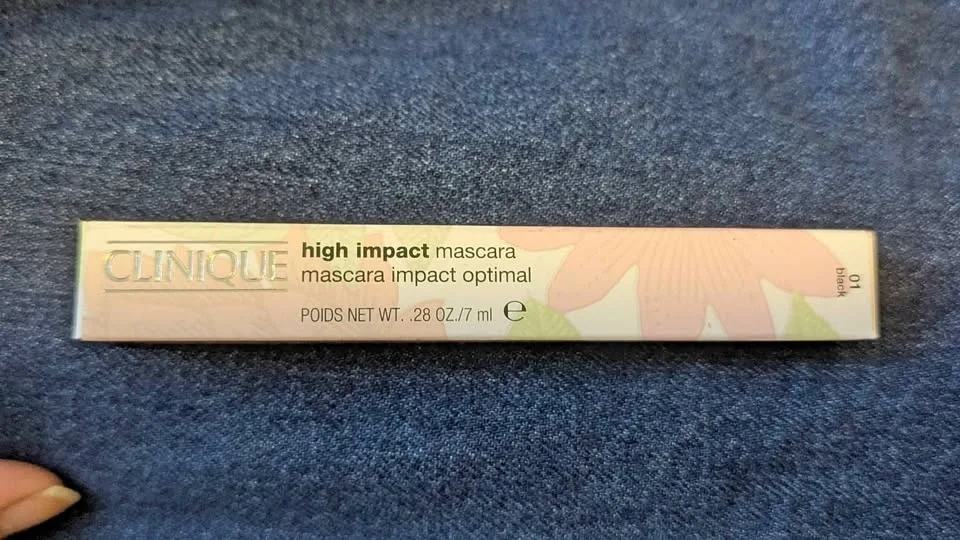 CLINIQUE
high impact mascara
mascara impact optimal
POIDS NET WT. .28 OZ./7 ml ℮
01
black